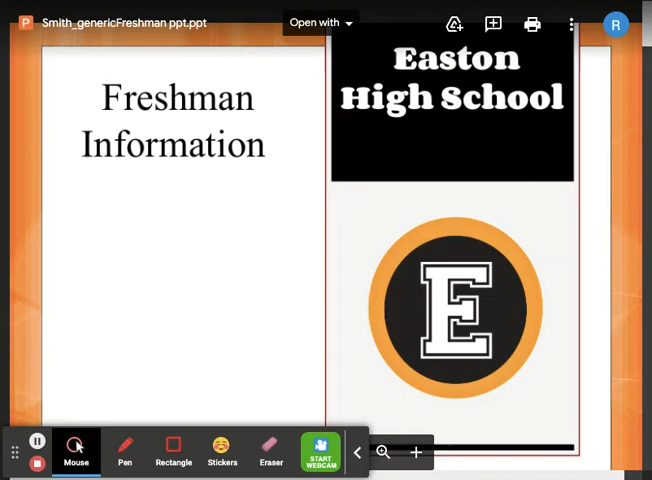 Smith_genericFreshman ppt.ppt
Open with
R
P
Freshman
Information
Easton
High School
E
Mouse
Pen
Rectangle
Stickers
Eraser
START
WEBCAM